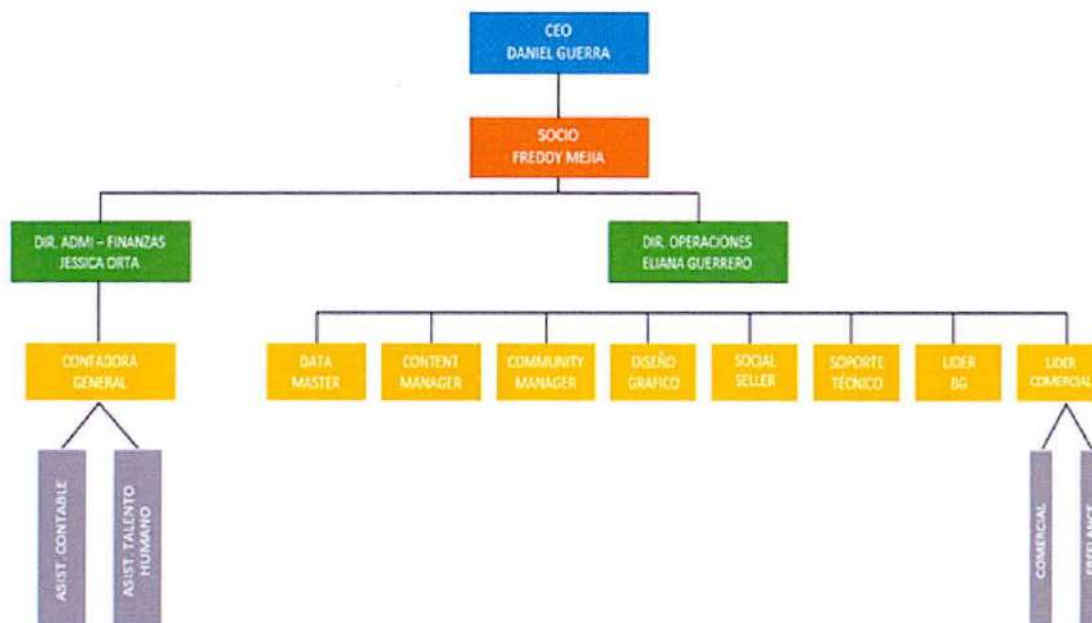 CEO
DANIEL GUERRA
SOCIO
FREDDY MEJIA
DIR. ADMI – FINANZAS
JESSICA ORTA
DIR. OPERACIONES
ELIANA GUERRERO
CONTADORA
GENERAL
DATA
MASTER
CONTENT
MANAGER
COMMUNITY
MANAGER
DISEÑO
GRAFICO
SOCIAL
SELLER
SOPORTE
TÉCNICO
LIDER
BG
LIDER
COMERCIAL
ASIST. CONTABLE
ASIST. TALENTO
HUMANO
COMERCIAL
FRELANCE